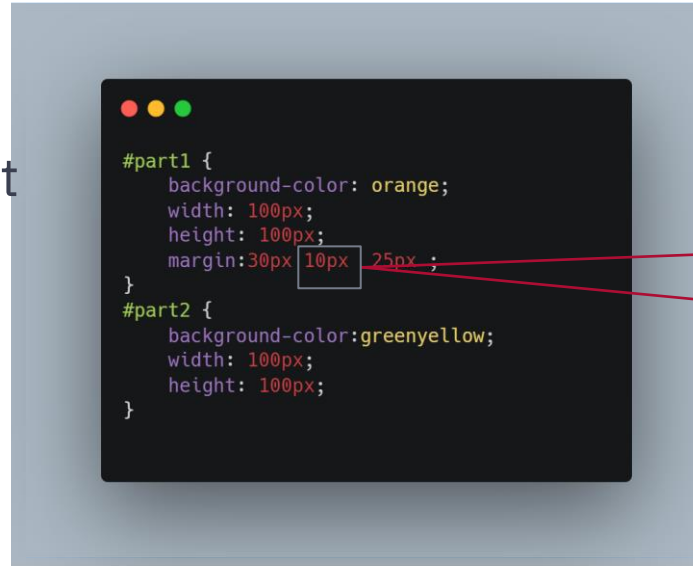 t
#part1 {
    background-color: orange;
    width: 100px;
    height: 100px;
    margin:30px 10px  25px ;
}
#part2 {
    background-color:greenyellow;
    width: 100px;
    height: 100px;
}